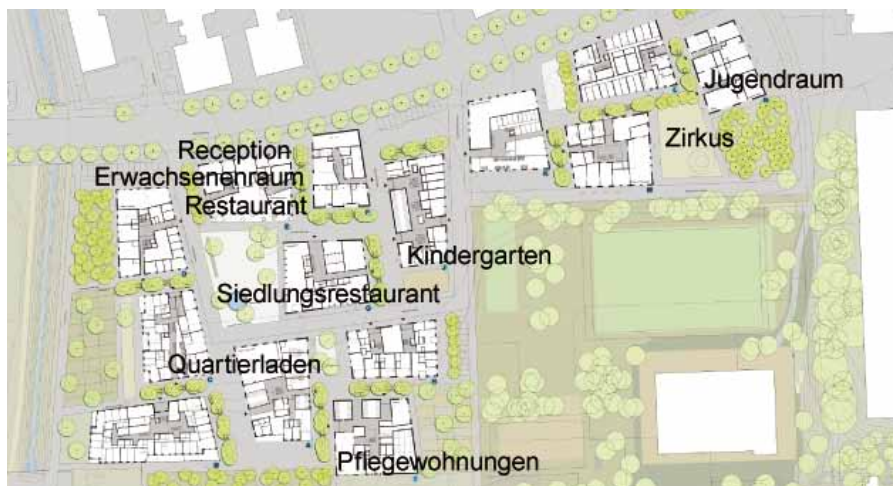 Jugendraum
Zirkus
Reception
Erwachsenenraum
Restaurant
Kindergarten
Siedlungsrestaurant
Quartierladen
Pflegewohnungen